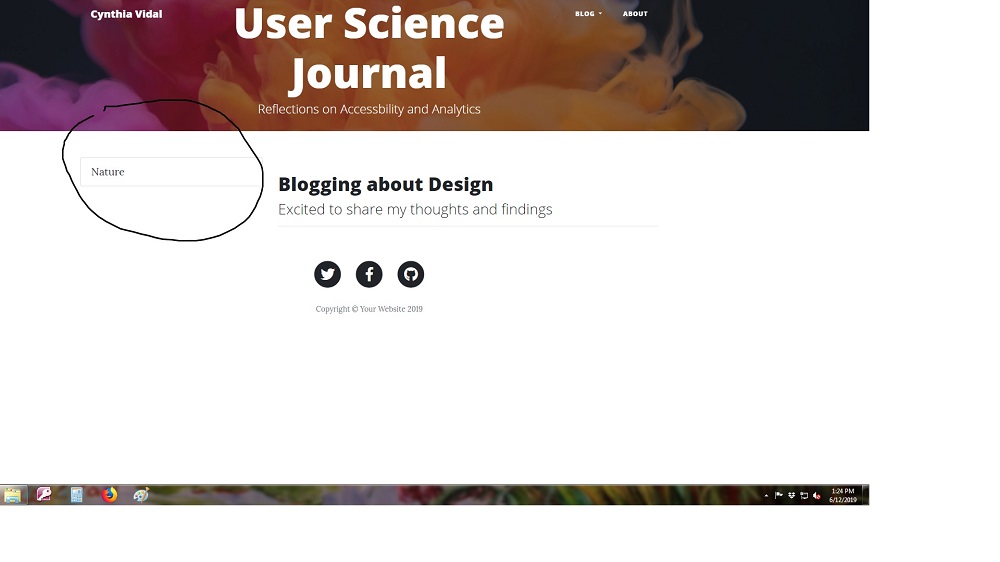 Cynthia Vidal
BLOG
ABOUT
User Science
Journal
Reflections on Accessbility and Analytics
Nature
Blogging about Design
Excited to share my thoughts and findings
Copyright © Your Website 2019
1:24 PM
6/12/2019